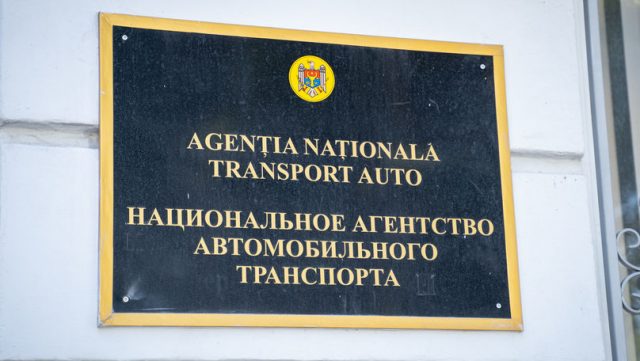 AGENȚIA NAȚIONALĂ
TRANSPORT AUTO
НАЦИОНАЛЬНОЕ АГЕНТСТВО
АВТОМОБИЛЬНОГО
ТРАНСПОРТА